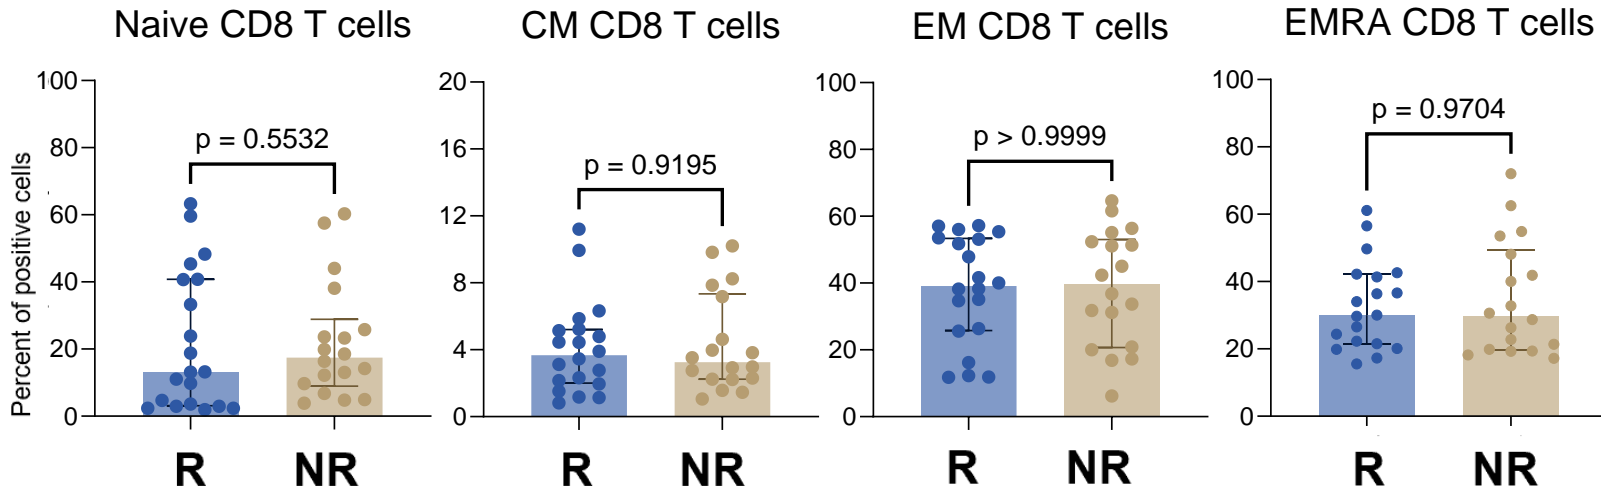 Naive CD8 T cells
CM CD8 T cells
EM CD8 T cells
EMRA CD8 T cells
Percent of positive cells
100
80
60
40
20
0
p = 0.5532
R
NR
20
16
12
8
4
0
p = 0.9195
R
NR
100
80
60
40
20
0
p > 0.9999
R
NR
100
80
60
40
20
0
p = 0.9704
R
NR